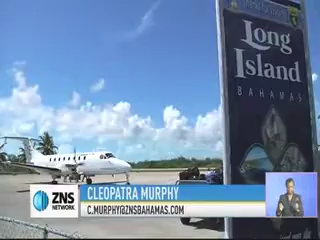 Long
Island
BAHAMAS
ZNS
NETWORK
CLEOPATRA MURPHY
C.MURPHY@ZNSBAHAMAS.COM